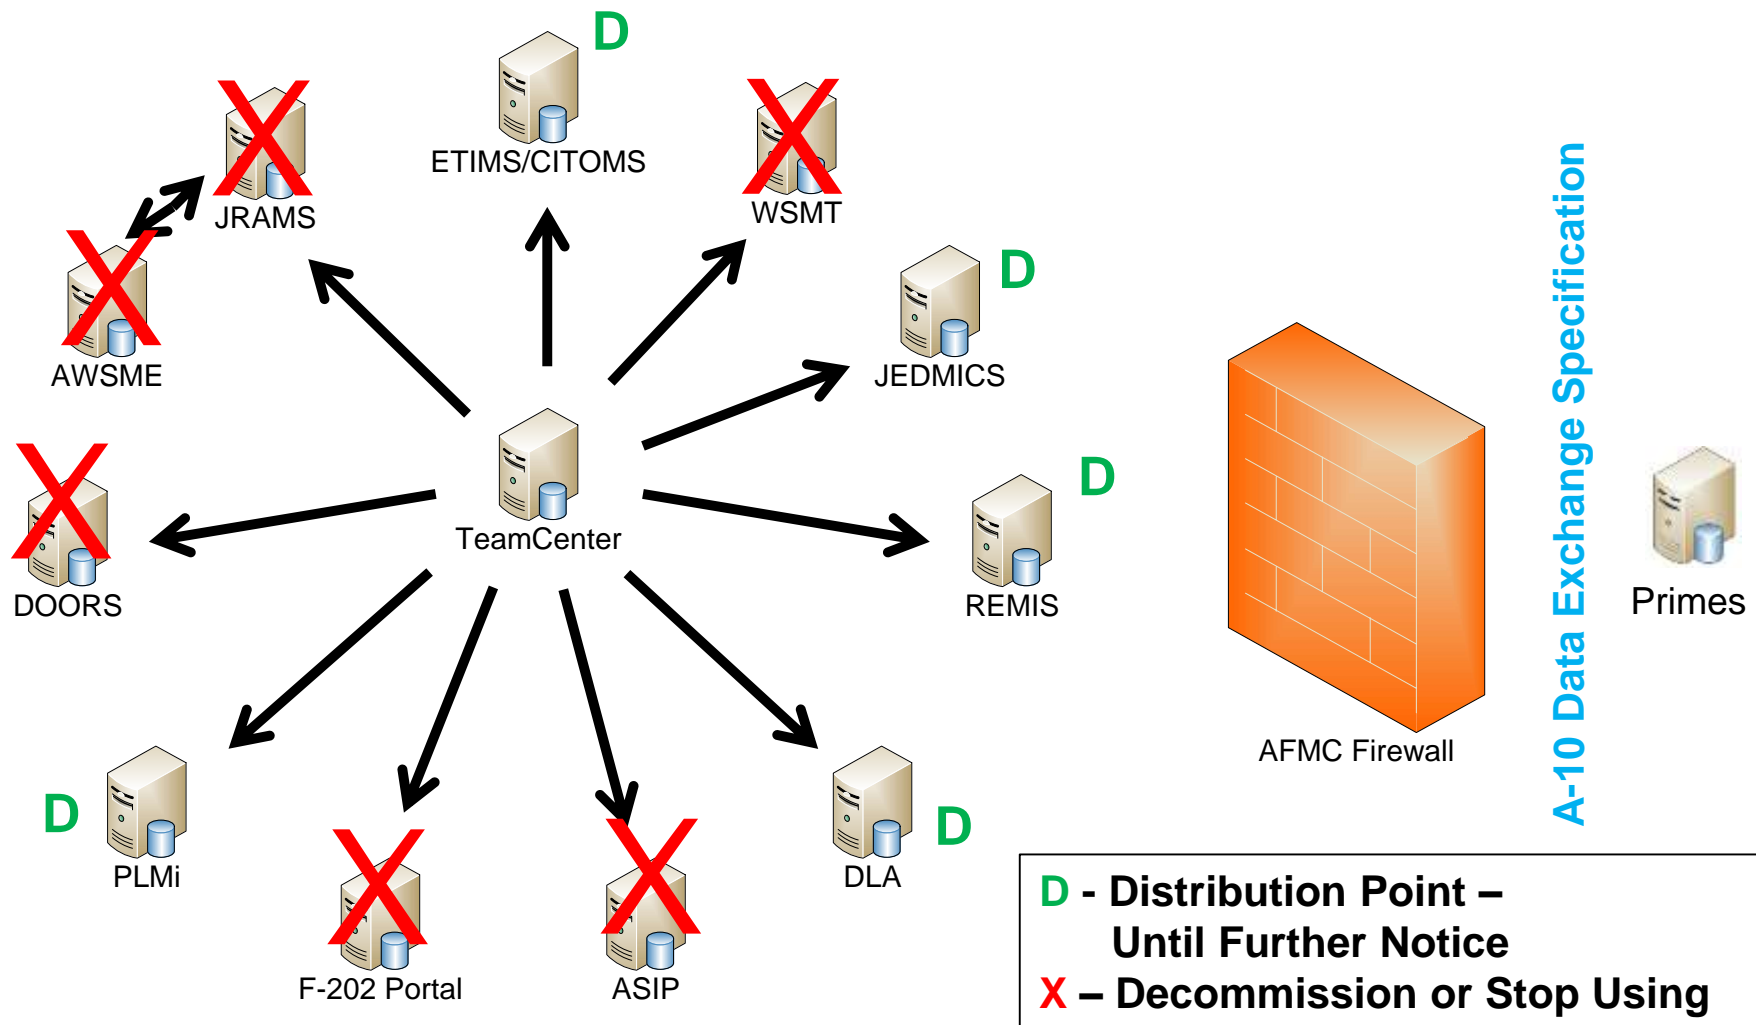 D
ETIMS/CITOMS
JRAMS
WSMT
AWSME
D
JEDMICS
TeamCenter
DOORS
D
REMIS
D
PLMi
F-202 Portal
ASIP
D
DLA
AFMC Firewall
A-10 Data Exchange Specification
Primes
D - Distribution Point –
Until Further Notice
X – Decommission or Stop Using